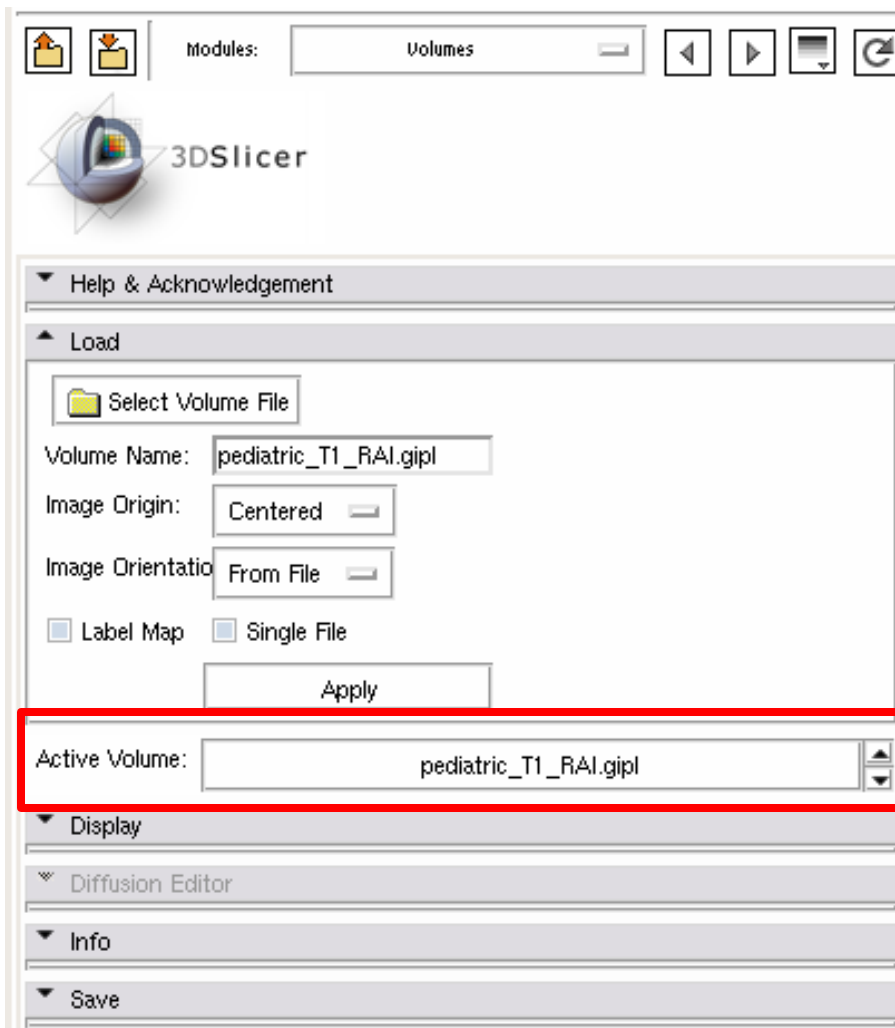 Modules: Volumes
3DSlicer
Help & Acknowledgement
Load
Select Volume File
Volume Name: pediatric_T1_RAI.gipl
Image Origin: Centered
Image Orientatio From File
Label Map Single File
Apply
Active Volume: pediatric_T1_RAI.gipl
Display
Diffusion Editor
Info
Save